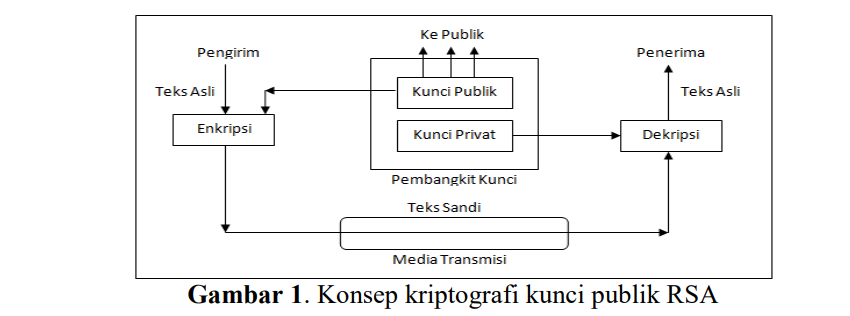 Ke Publik
Pengirim
Penerima
Teks Asli
Kunci Publik
Teks Asli
Enkripsi
Kunci Privat
Dekripsi
Pembangkit Kunci
Teks Sandi
Media Transmisi
Gambar 1. Konsep kriptografi kunci publik RSA